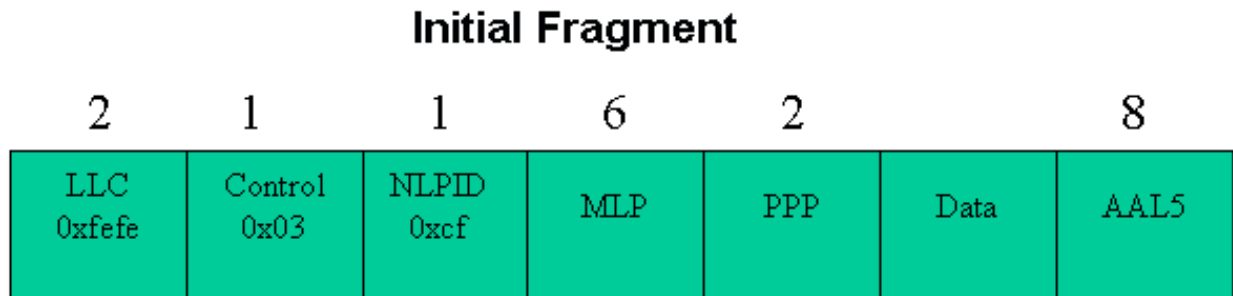 Initial Fragment
2 1 1 6 2 8
LLC Control NLPID MLP PPP Data AAL5
0xfefe 0x03 0xcf